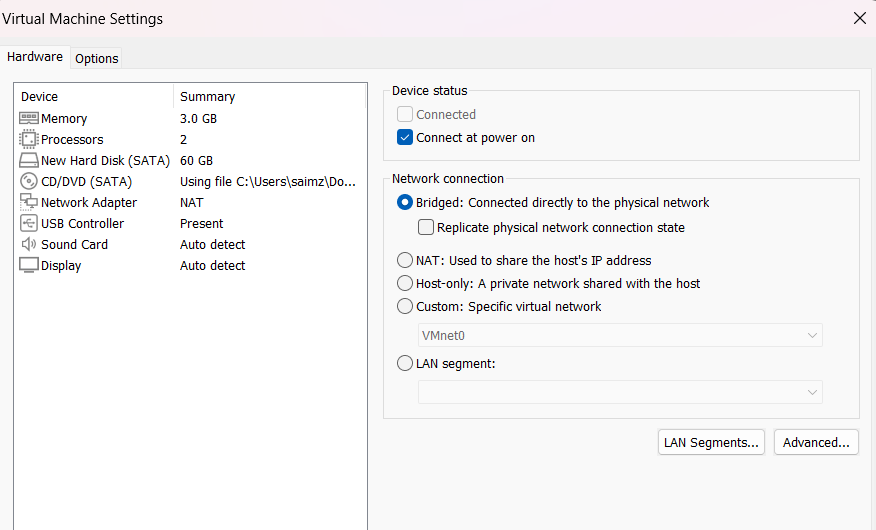 Virtual Machine Settings
Hardware Options
Device Summary
Memory 3.0 GB
Processors 2
New Hard Disk (SATA) 60 GB
CD/DVD (SATA) Using file C:\Users\saimz\Do...
Network Adapter NAT
USB Controller Present
Sound Card Auto detect
Display Auto detect
Device status
Connected
Connect at power on
Network connection
Bridged: Connected directly to the physical network
Replicate physical network connection state
NAT: Used to share the host's IP address
Host-only: A private network shared with the host
Custom: Specific virtual network
VMnet0
LAN segment:
LAN Segments... Advanced...